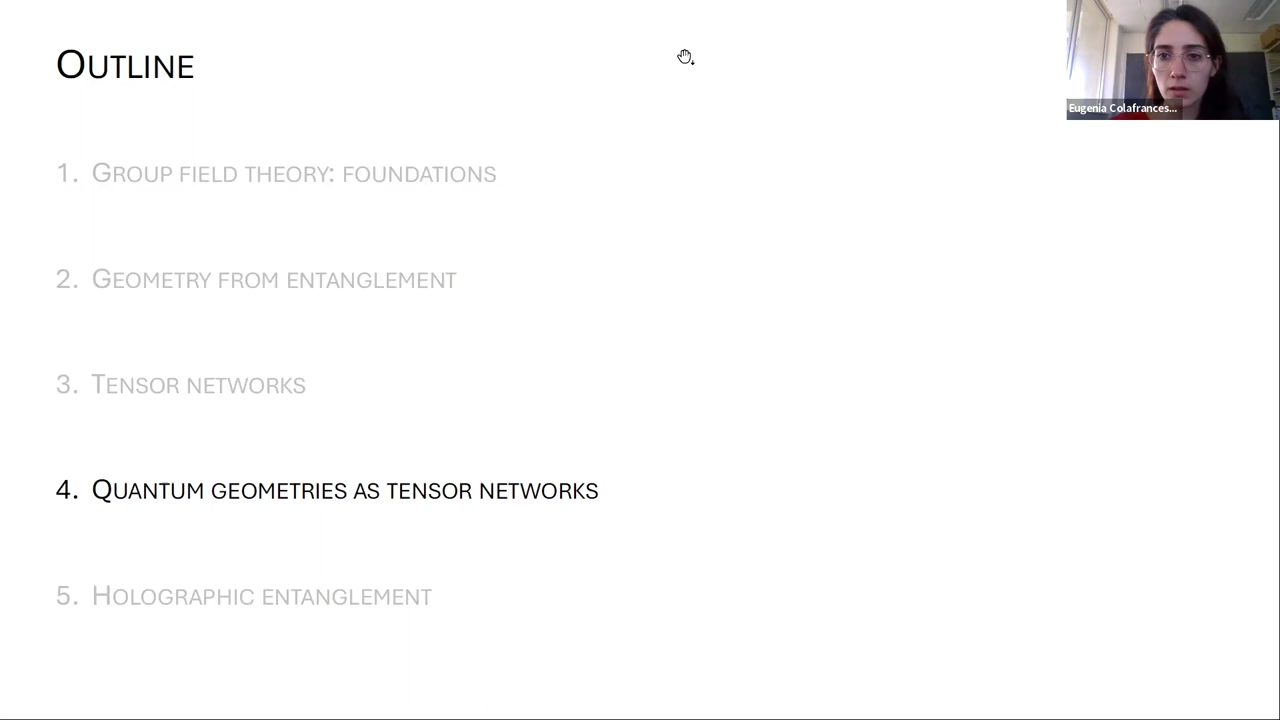 OUTLINE
Eugenia Colafrances...
1. GROUP FIELD THEORY: FOUNDATIONS
2. GEOMETRY FROM ENTANGLEMENT
3. TENSOR NETWORKS
4. QUANTUM GEOMETRIES AS TENSOR NETWORKS
5. HOLOGRAPHIC ENTANGLEMENT